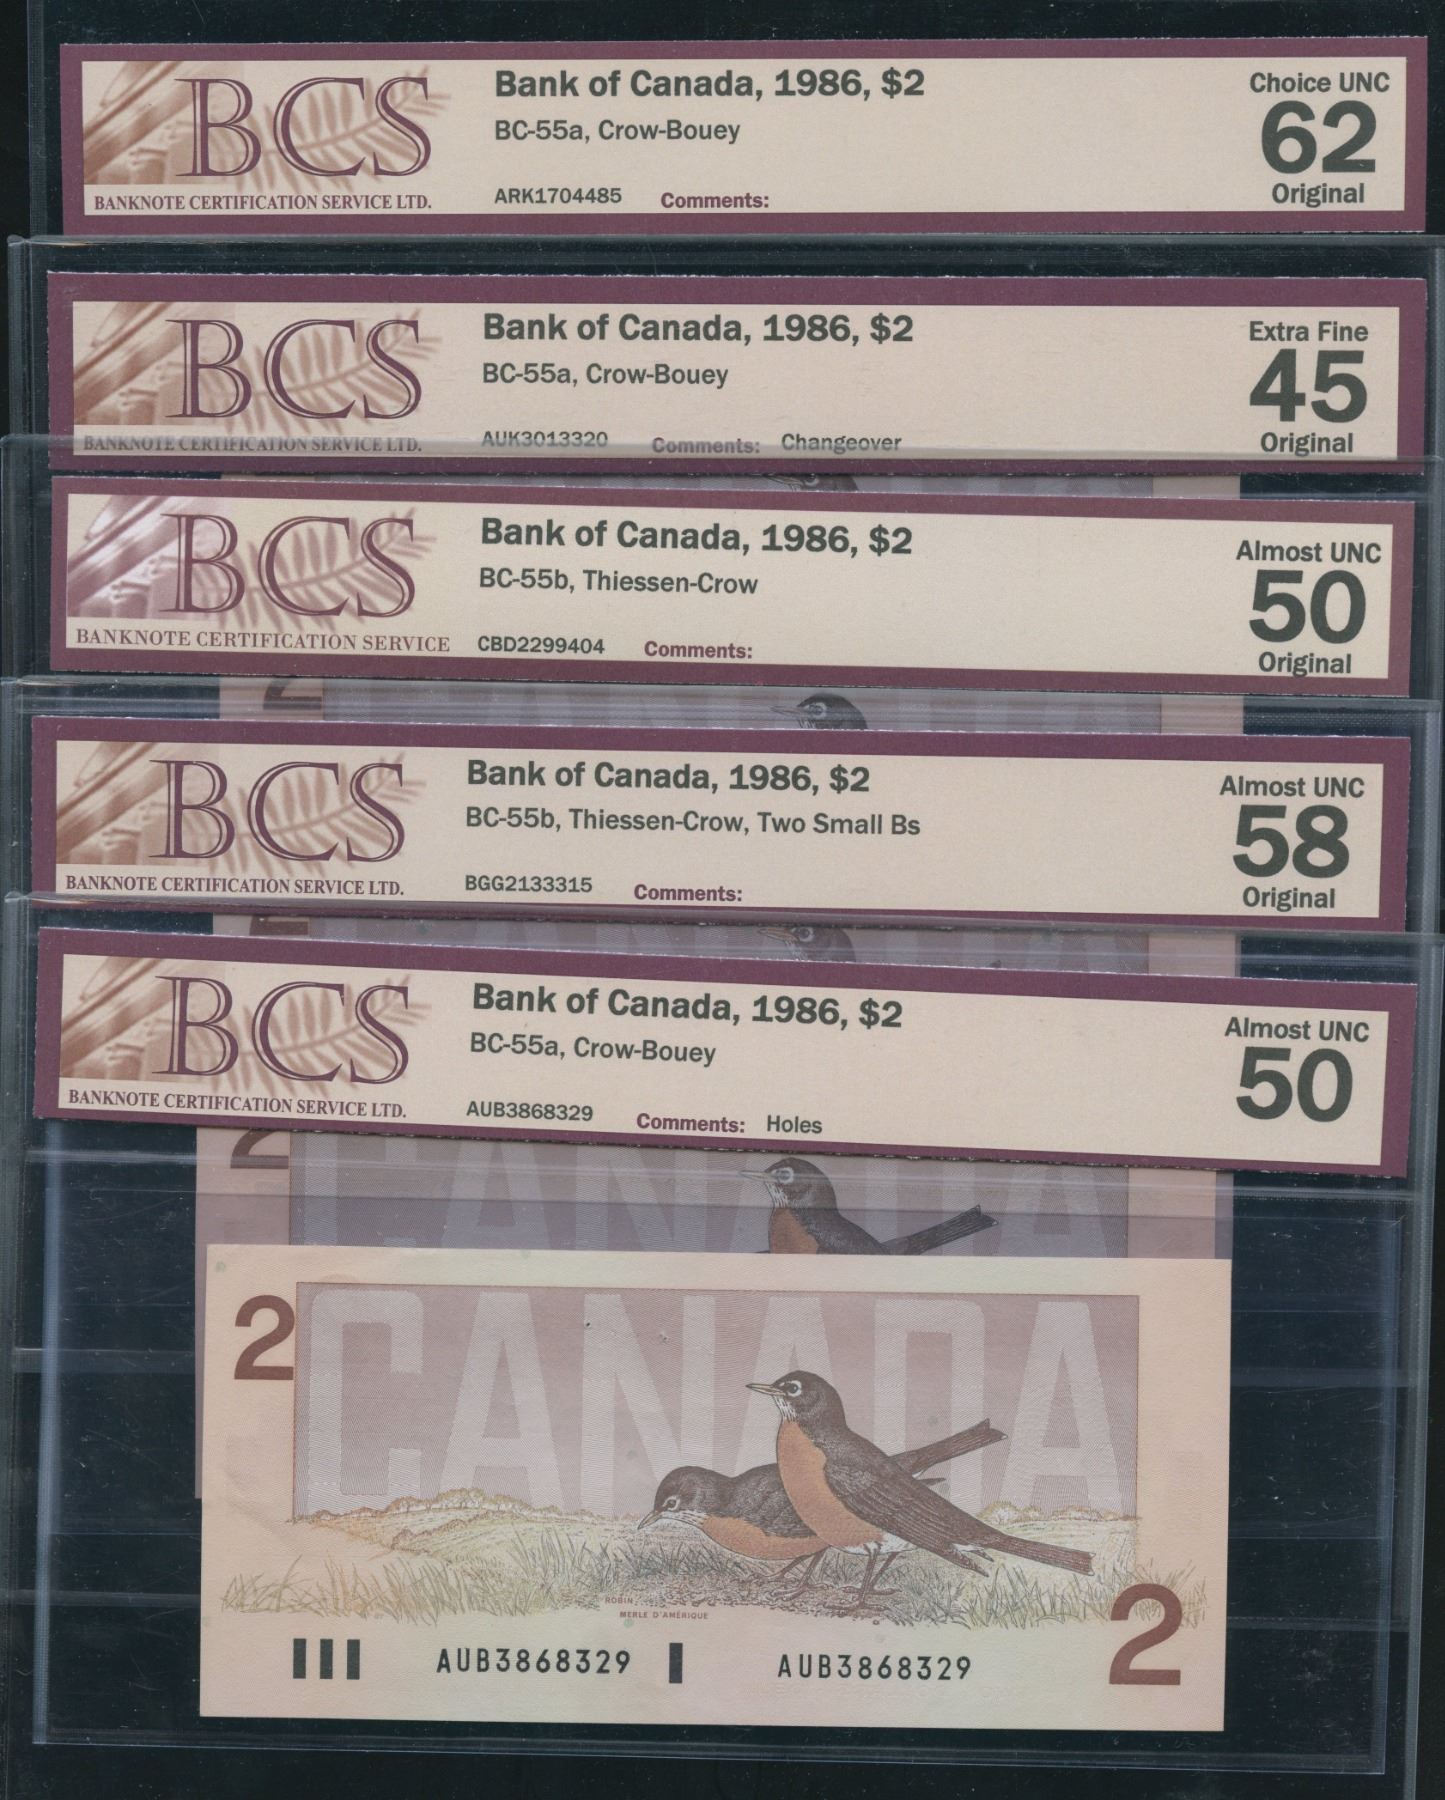 BCS
BANKNOTE CERTIFICATION SERVICE LTD.
Bank of Canada, 1986, $2
BC-55a, Crow-Bouey
ARK1704485 Comments:
Choice UNC
62
Original
BCS
BANKNOTE CERTIFICATION SERVICE LTD.
Bank of Canada, 1986, $2
BC-55a, Crow-Bouey
AUK3013320 Comments: Changeover
Extra Fine
45
Original
BCS
BANKNOTE CERTIFICATION SERVICE
Bank of Canada, 1986, $2
BC-55b, Thiessen-Crow
CBD2299404 Comments:
Almost UNC
50
Original
2
BCS
BANKNOTE CERTIFICATION SERVICE LTD.
Bank of Canada, 1986, $2
BC-55b, Thiessen-Crow, Two Small Bs
BGG2133315 Comments:
Almost UNC
58
Original
BCS
BANKNOTE CERTIFICATION SERVICE LTD.
Bank of Canada, 1986, $2
BC-55a, Crow-Bouey
AUB3868329 Comments: Holes
Almost UNC
50
2 CANADA
2 CANADA
ROBIN
MERLE D'AMÉRIQUE
AUB3868329 AUB3868329 2